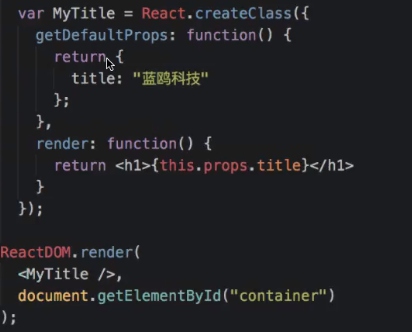 var MyTitle = React.createClass({
  getDefaultProps: function() {
    return {
      title: "蓝鸥科技"
    };
  },
  render: function() {
    return <h1>{this.props.title}</h1>
  }
});
ReactDOM.render(
  <MyTitle />,
  document.getElementById("container")
);